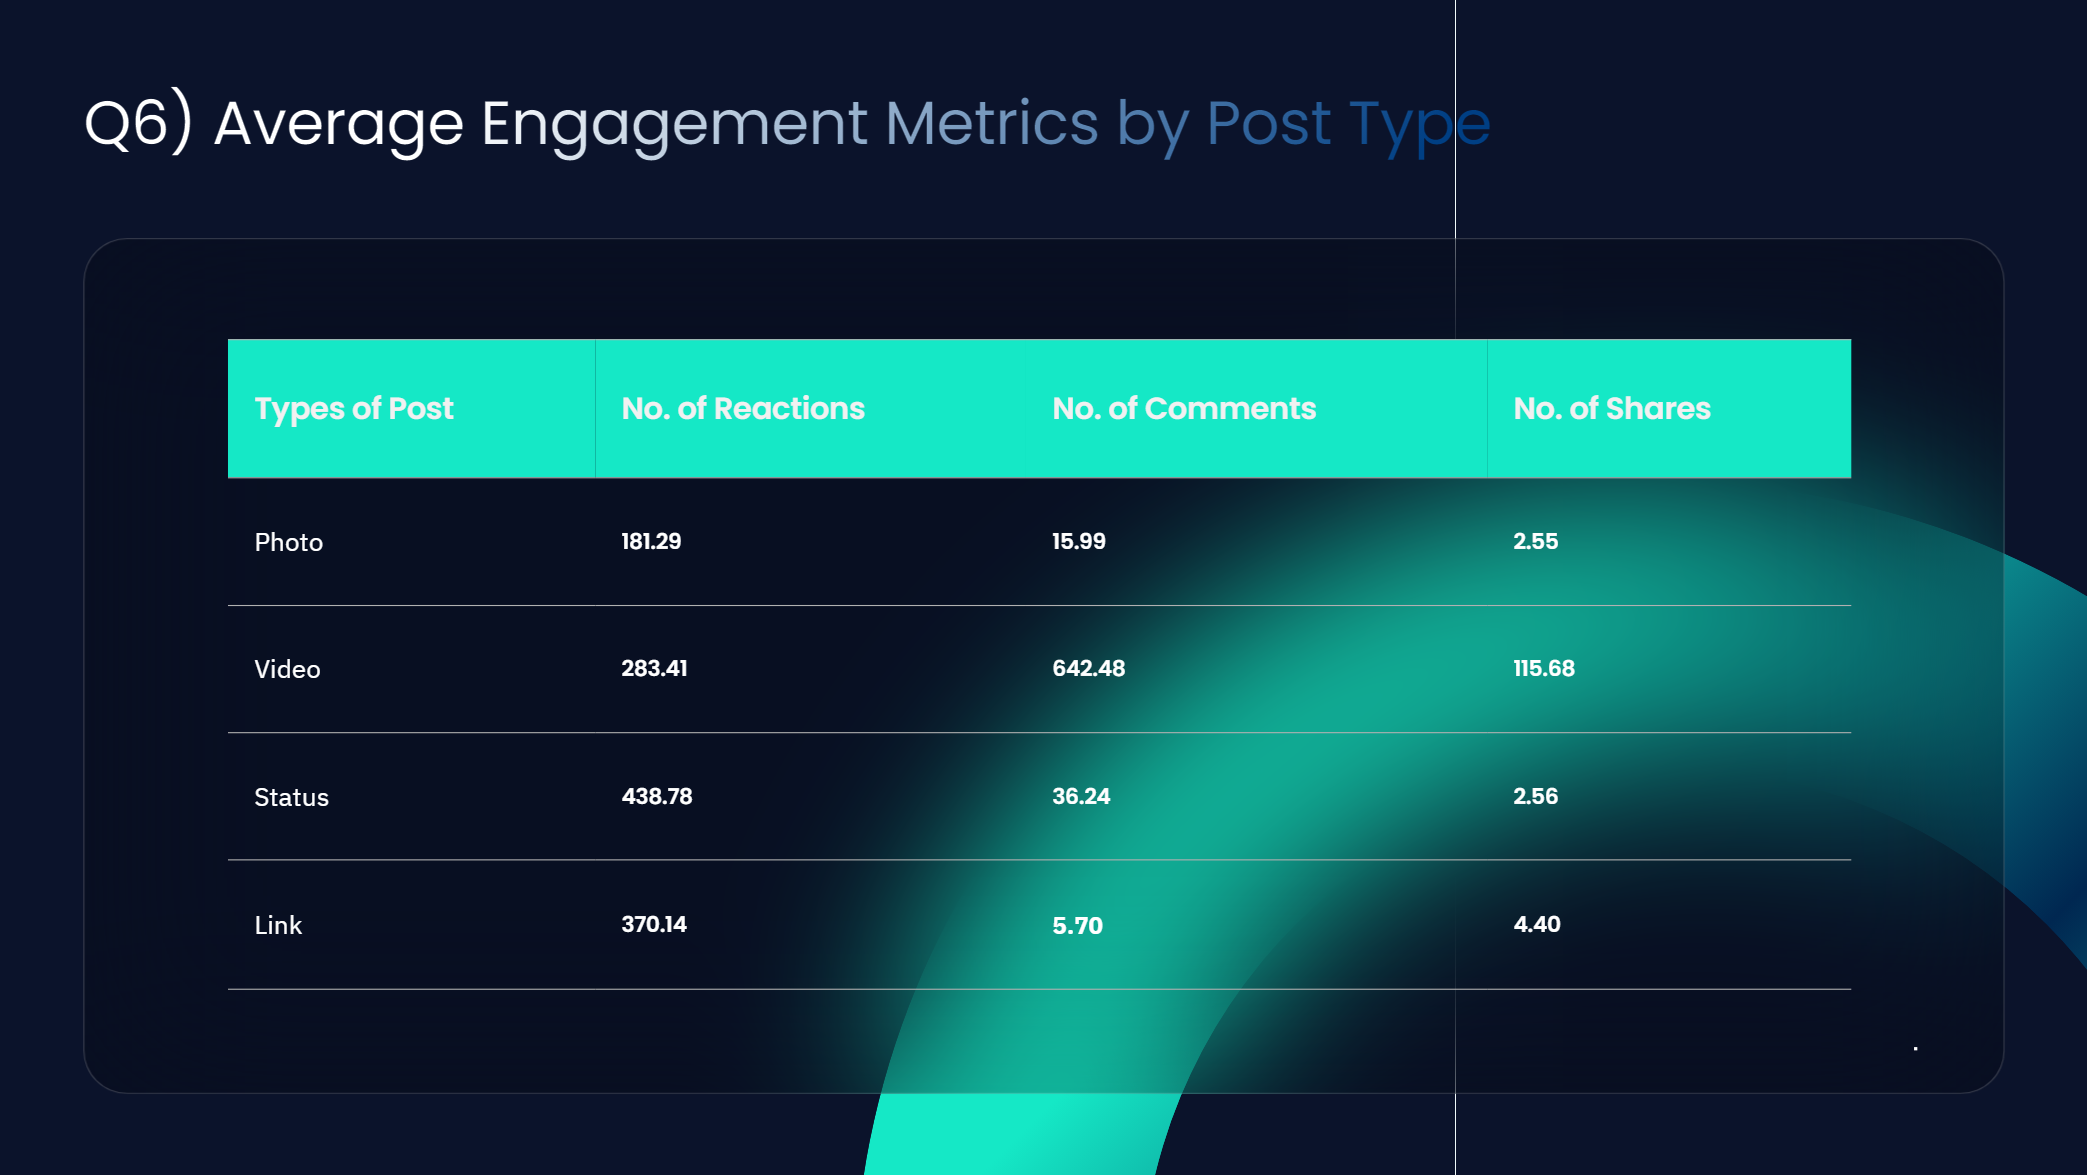 Q6) Average Engagement Metrics by Post Type
Types of Post No. of Reactions No. of Comments No. of Shares
Photo 181.29 15.99 2.55
Video 283.41 642.48 115.68
Status 438.78 36.24 2.56
Link 370.14 5.70 4.40
.